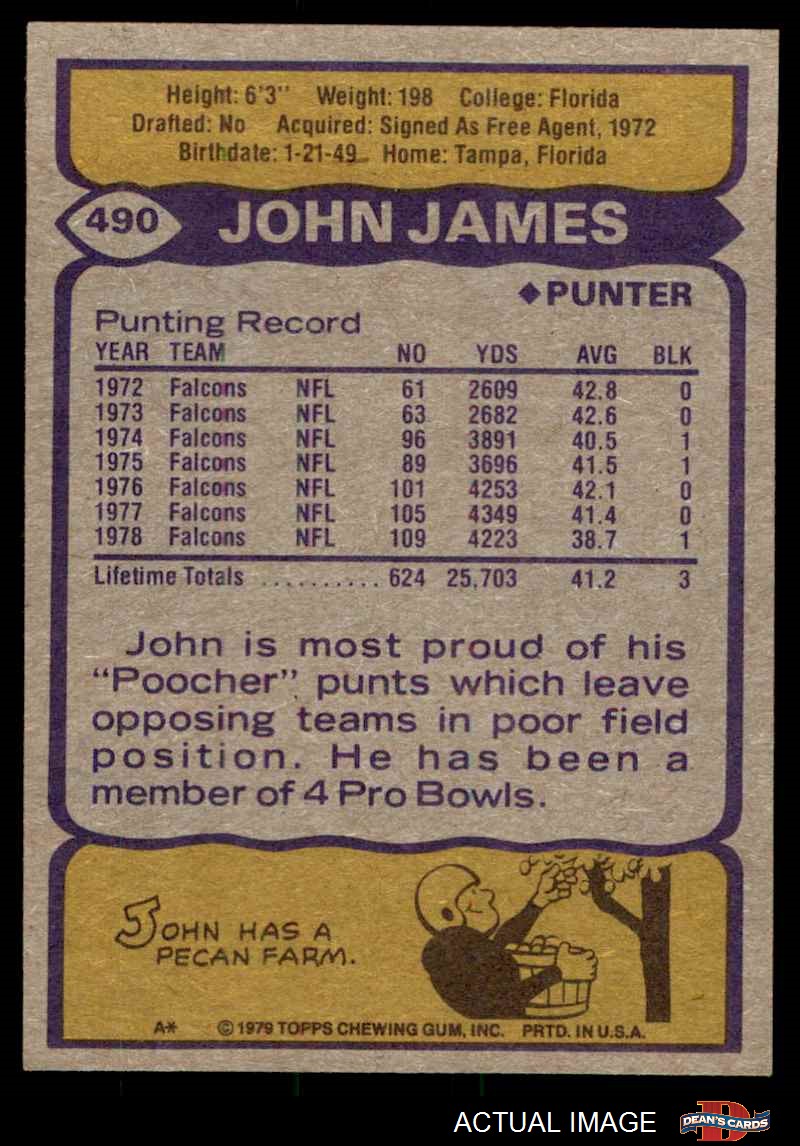 Height: 6'3" Weight: 198 College: Florida
Drafted: No Acquired: Signed As Free Agent, 1972
Birthdate: 1-21-49 Home: Tampa, Florida
490 JOHN JAMES
◆PUNTER
Punting Record
YEAR TEAM NO YDS AVG BLK
1972 Falcons NFL 61 2609 42.8 0
1973 Falcons NFL 63 2682 42.6 0
1974 Falcons NFL 96 3891 40.5 1
1975 Falcons NFL 89 3696 41.5 1
1976 Falcons NFL 101 4253 42.1 0
1977 Falcons NFL 105 4349 41.4 0
1978 Falcons NFL 109 4223 38.7 1
Lifetime Totals .......... 624 25,703 41.2 3
John is most proud of his
"Poocher" punts which leave
opposing teams in poor field
position. He has been a
member of 4 Pro Bowls.
JOHN HAS A
PECAN FARM.
A* © 1979 TOPPS CHEWING GUM, INC. PRTD. IN U.S.A.
ACTUAL IMAGE
D
DEAN'S CARDS